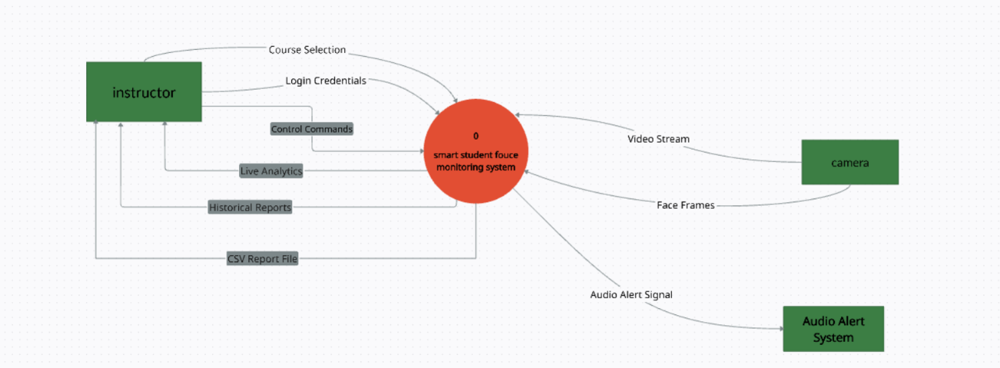 Course Selection
instructor
Login Credentials
Control Commands
0
smart student fouce
monitoring system
Live Analytics
Historical Reports
CSV Report File
Video Stream
camera
Face Frames
Audio Alert Signal
Audio Alert
System